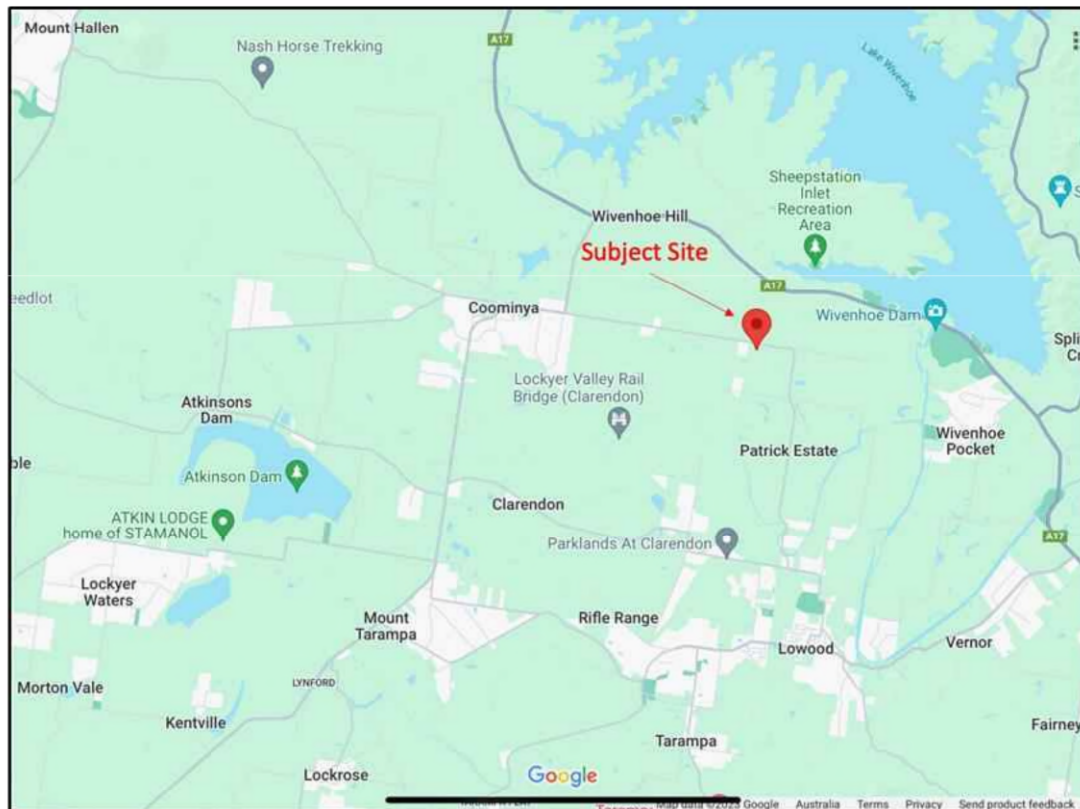 Mount Hallen
Nash Horse Trekking
A17
Lake Wivenhoe
Sheepstation
Inlet
Recreation
Area
Wivenhoe Hill
Subject Site
A17
eedlot
Coominya
Wivenhoe Dam
Split
Lockyer Valley Rail
Bridge (Clarendon)
Atkinsons
Dam
Patrick Estate
Wivenhoe
Pocket
ble
Atkinson Dam
Clarendon
ATKIN LODGE
home of STAMANOL
Parklands At Clarendon
A17
Lockyer
Waters
Mount
Tarampa
Rifle Range
Lowood
Vernor
Morton Vale
LYNFORD
Kentville
Fairney
Tarampa
Lockrose
Google
Map data ©2023 Google Australia Terms Privacy Send product feedback